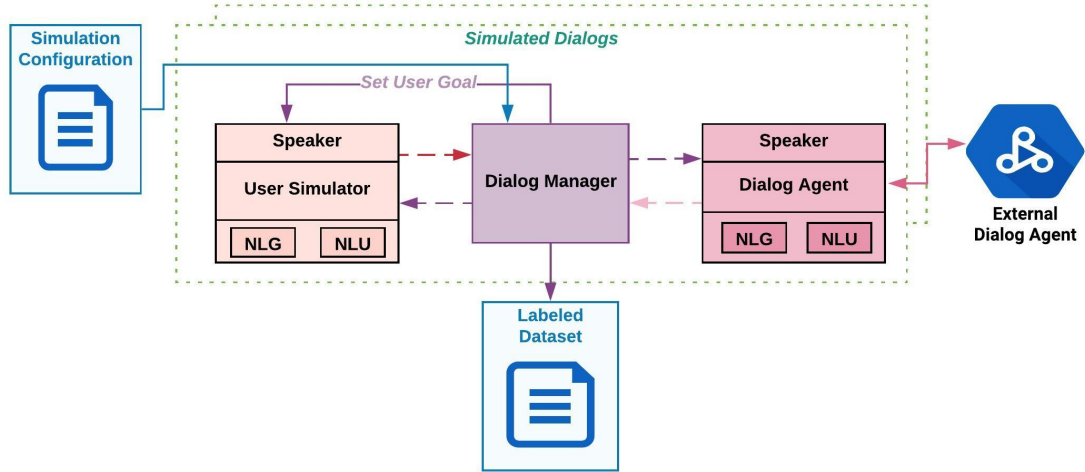 Simulation
Configuration
Simulated Dialogs
Set User Goal
Speaker
User Simulator
NLG
NLU
Dialog Manager
Speaker
Dialog Agent
NLG
NLU
External
Dialog Agent
Labeled
Dataset